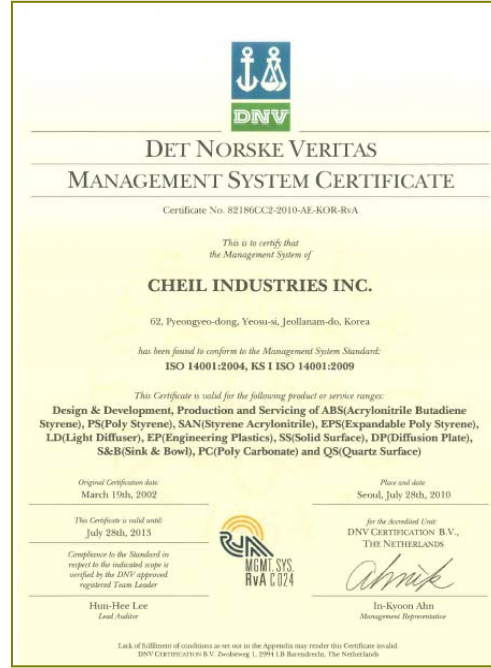 DNV
DET NORSKE VERITAS
MANAGEMENT SYSTEM CERTIFICATE
Certificate No. 82186CC2-2010-AE-KOR-RvA
This is to certify that
the Management System of
CHEIL INDUSTRIES INC.
62, Pyeongyeo-dong, Yeosu-si, Jeollanam-do, Korea
has been found to conform to the Management System Standard:
ISO 14001:2004, KS I ISO 14001:2009
This Certificate is valid for the following product or service ranges:
Design & Development, Production and Servicing of ABS(Acrylonitrile Butadiene
Styrene), PS(Poly Styrene), SAN(Styrene Acrylonitrile), EPS(Expandable Poly Styrene),
LD(Light Diffuser), EP(Engineering Plastics), SS(Solid Surface), DP(Diffusion Plate),
S&B(Sink & Bowl), PC(Poly Carbonate) and QS(Quartz Surface)
Original Certification date:
March 19th, 2002
Place and date
Seoul, July 28th, 2010
This Certificate is valid until:
July 28th, 2013
for the Accredited Unit:
DNV CERTIFICATION B.V.,
THE NETHERLANDS
Compliance to the Standard in
respect to the indicated scope is
verified by the DNV approved
registered Team Leader
RvA
MGMT. SYS.
RvA C 024
Ahnik
Hun-Hee Lee
Lead Auditor
In-Kyoon Ahn
Management Representative
Lack of fulfilment of conditions as set out in the Appendix may render this Certificate invalid.
DNV CERTIFICATION B.V. Zwolseweg 1, 2994 LB Barendrecht, The Netherlands